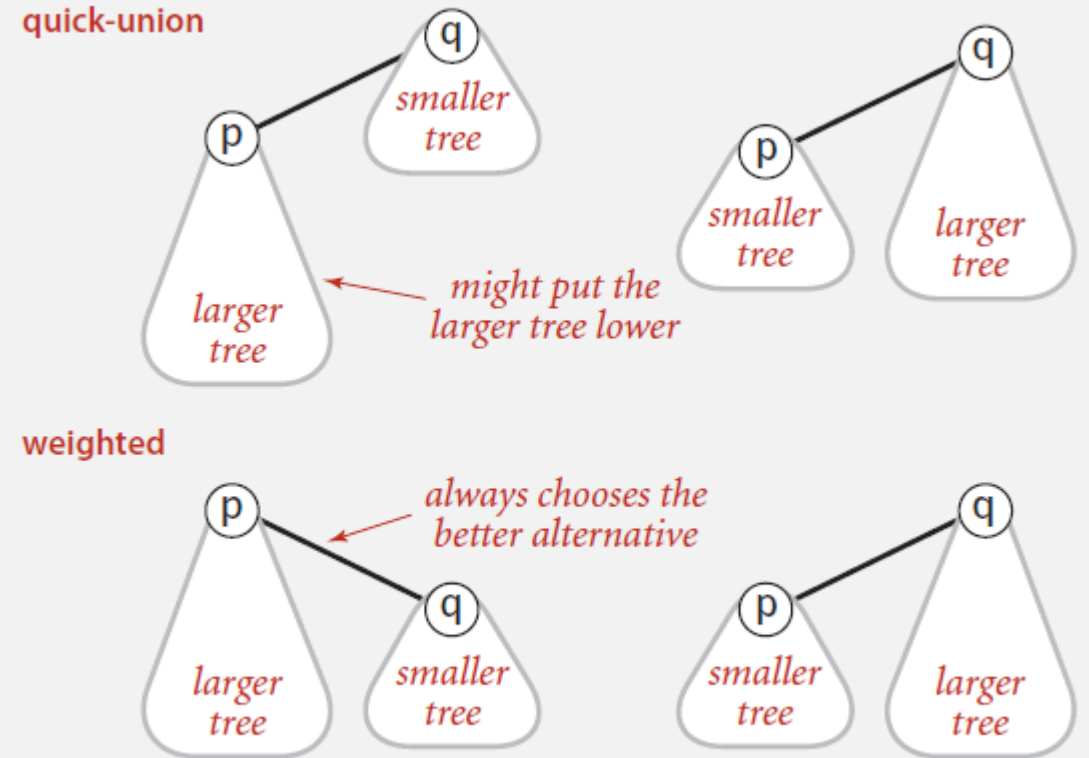 quick-union
q
smaller
tree
p
larger
tree
might put the
larger tree lower
q
p
smaller
tree
larger
tree
weighted
p
always chooses the
better alternative
q
larger
tree
smaller
tree
q
p
smaller
tree
larger
tree